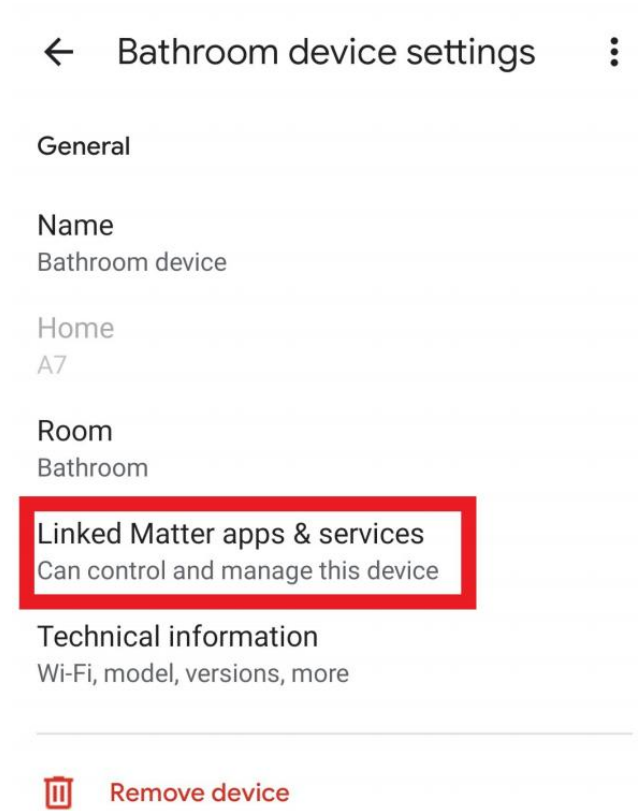 Bathroom device settings
General
Name
Bathroom device
Home
A7
Room
Bathroom
Linked Matter apps & services
Can control and manage this device
Technical information
Wi-Fi, model, versions, more
Remove device